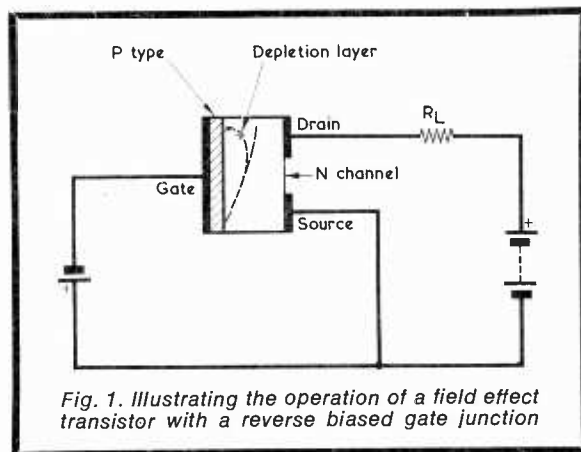 P type
Depletion layer
Drain
R_L
+
N channel
Gate
Source
+
Fig. 1. Illustrating the operation of a field effect
transistor with a reverse biased gate junction